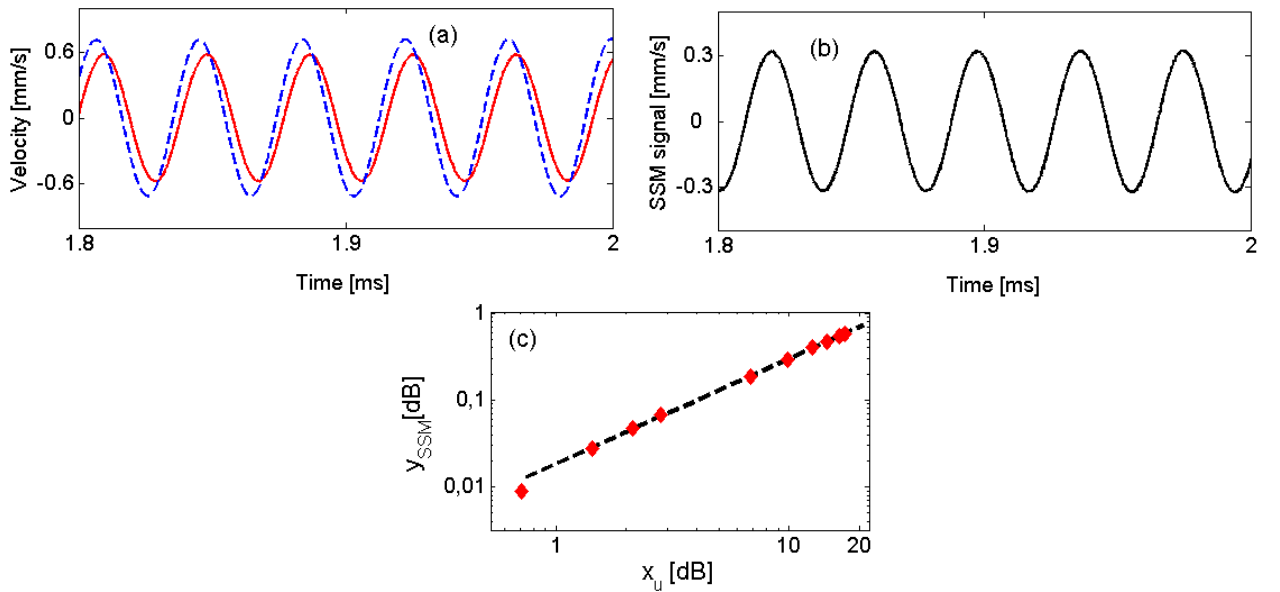 (a)
Velocity [mm/s]
0.6
0
-0.6
1.8
1.9
2
Time [ms]
(b)
SSM signal [mm/s]
0.3
0
-0.3
1.8
1.9
2
Time [ms]
(c)
y_SSM[dB]
1
0,1
0,01
1
10
20
x_u [dB]